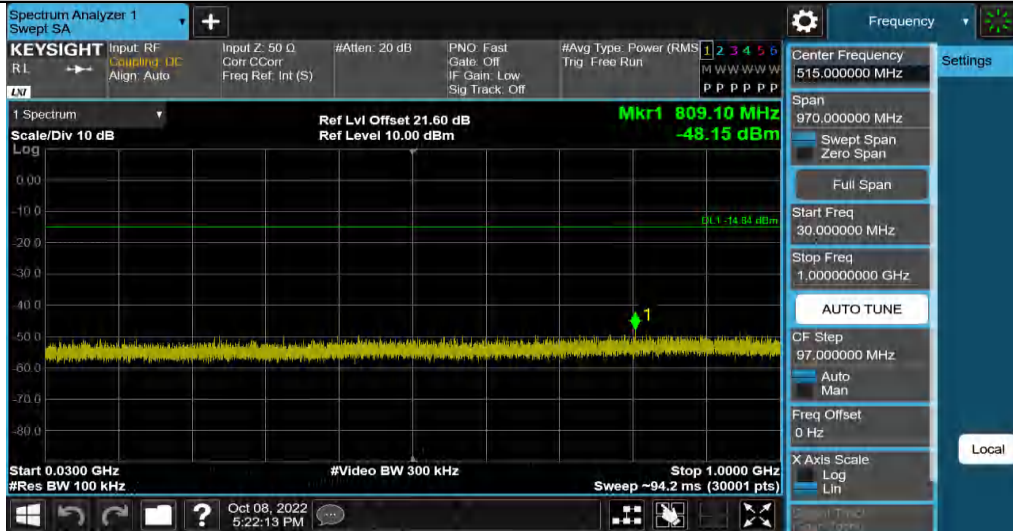 Spectrum Analyzer 1
Swept SA
Frequency
KEYSIGHT
RL
LXI
Input: RF
Coupling: DC
Align: Auto
Input Z: 50 Ω
Corr CCorr
Freq Ref: Int (S)
#Atten: 20 dB
PNO: Fast
Gate: Off
IF Gain: Low
Sig Track: Off
#Avg Type: Power (RMS
Trig: Free Run
1 2 3 4 5 6
M W W W W W
P P P P P P
1 Spectrum
Scale/Div 10 dB
Log
Ref Lvl Offset 21.60 dB
Ref Level 10.00 dBm
Mkr1 809.10 MHz
-48.15 dBm
0.00
-10.0
DL1 -14.84 dBm
-20.0
-30.0
-40.0
1
-50.0
-60.0
-70.0
-80.0
Start 0.0300 GHz
#Res BW 100 kHz
#Video BW 300 kHz
Stop 1.0000 GHz
Sweep ~94.2 ms (30001 pts)
Oct 08, 2022
5:22:13 PM
Center Frequency
515.000000 MHz
Span
970.000000 MHz
Swept Span
Zero Span
Full Span
Start Freq
30.000000 MHz
Stop Freq
1.000000000 GHz
AUTO TUNE
CF Step
97.000000 MHz
Auto
Man
Freq Offset
0 Hz
X Axis Scale
Log
Lin
Settings
Local